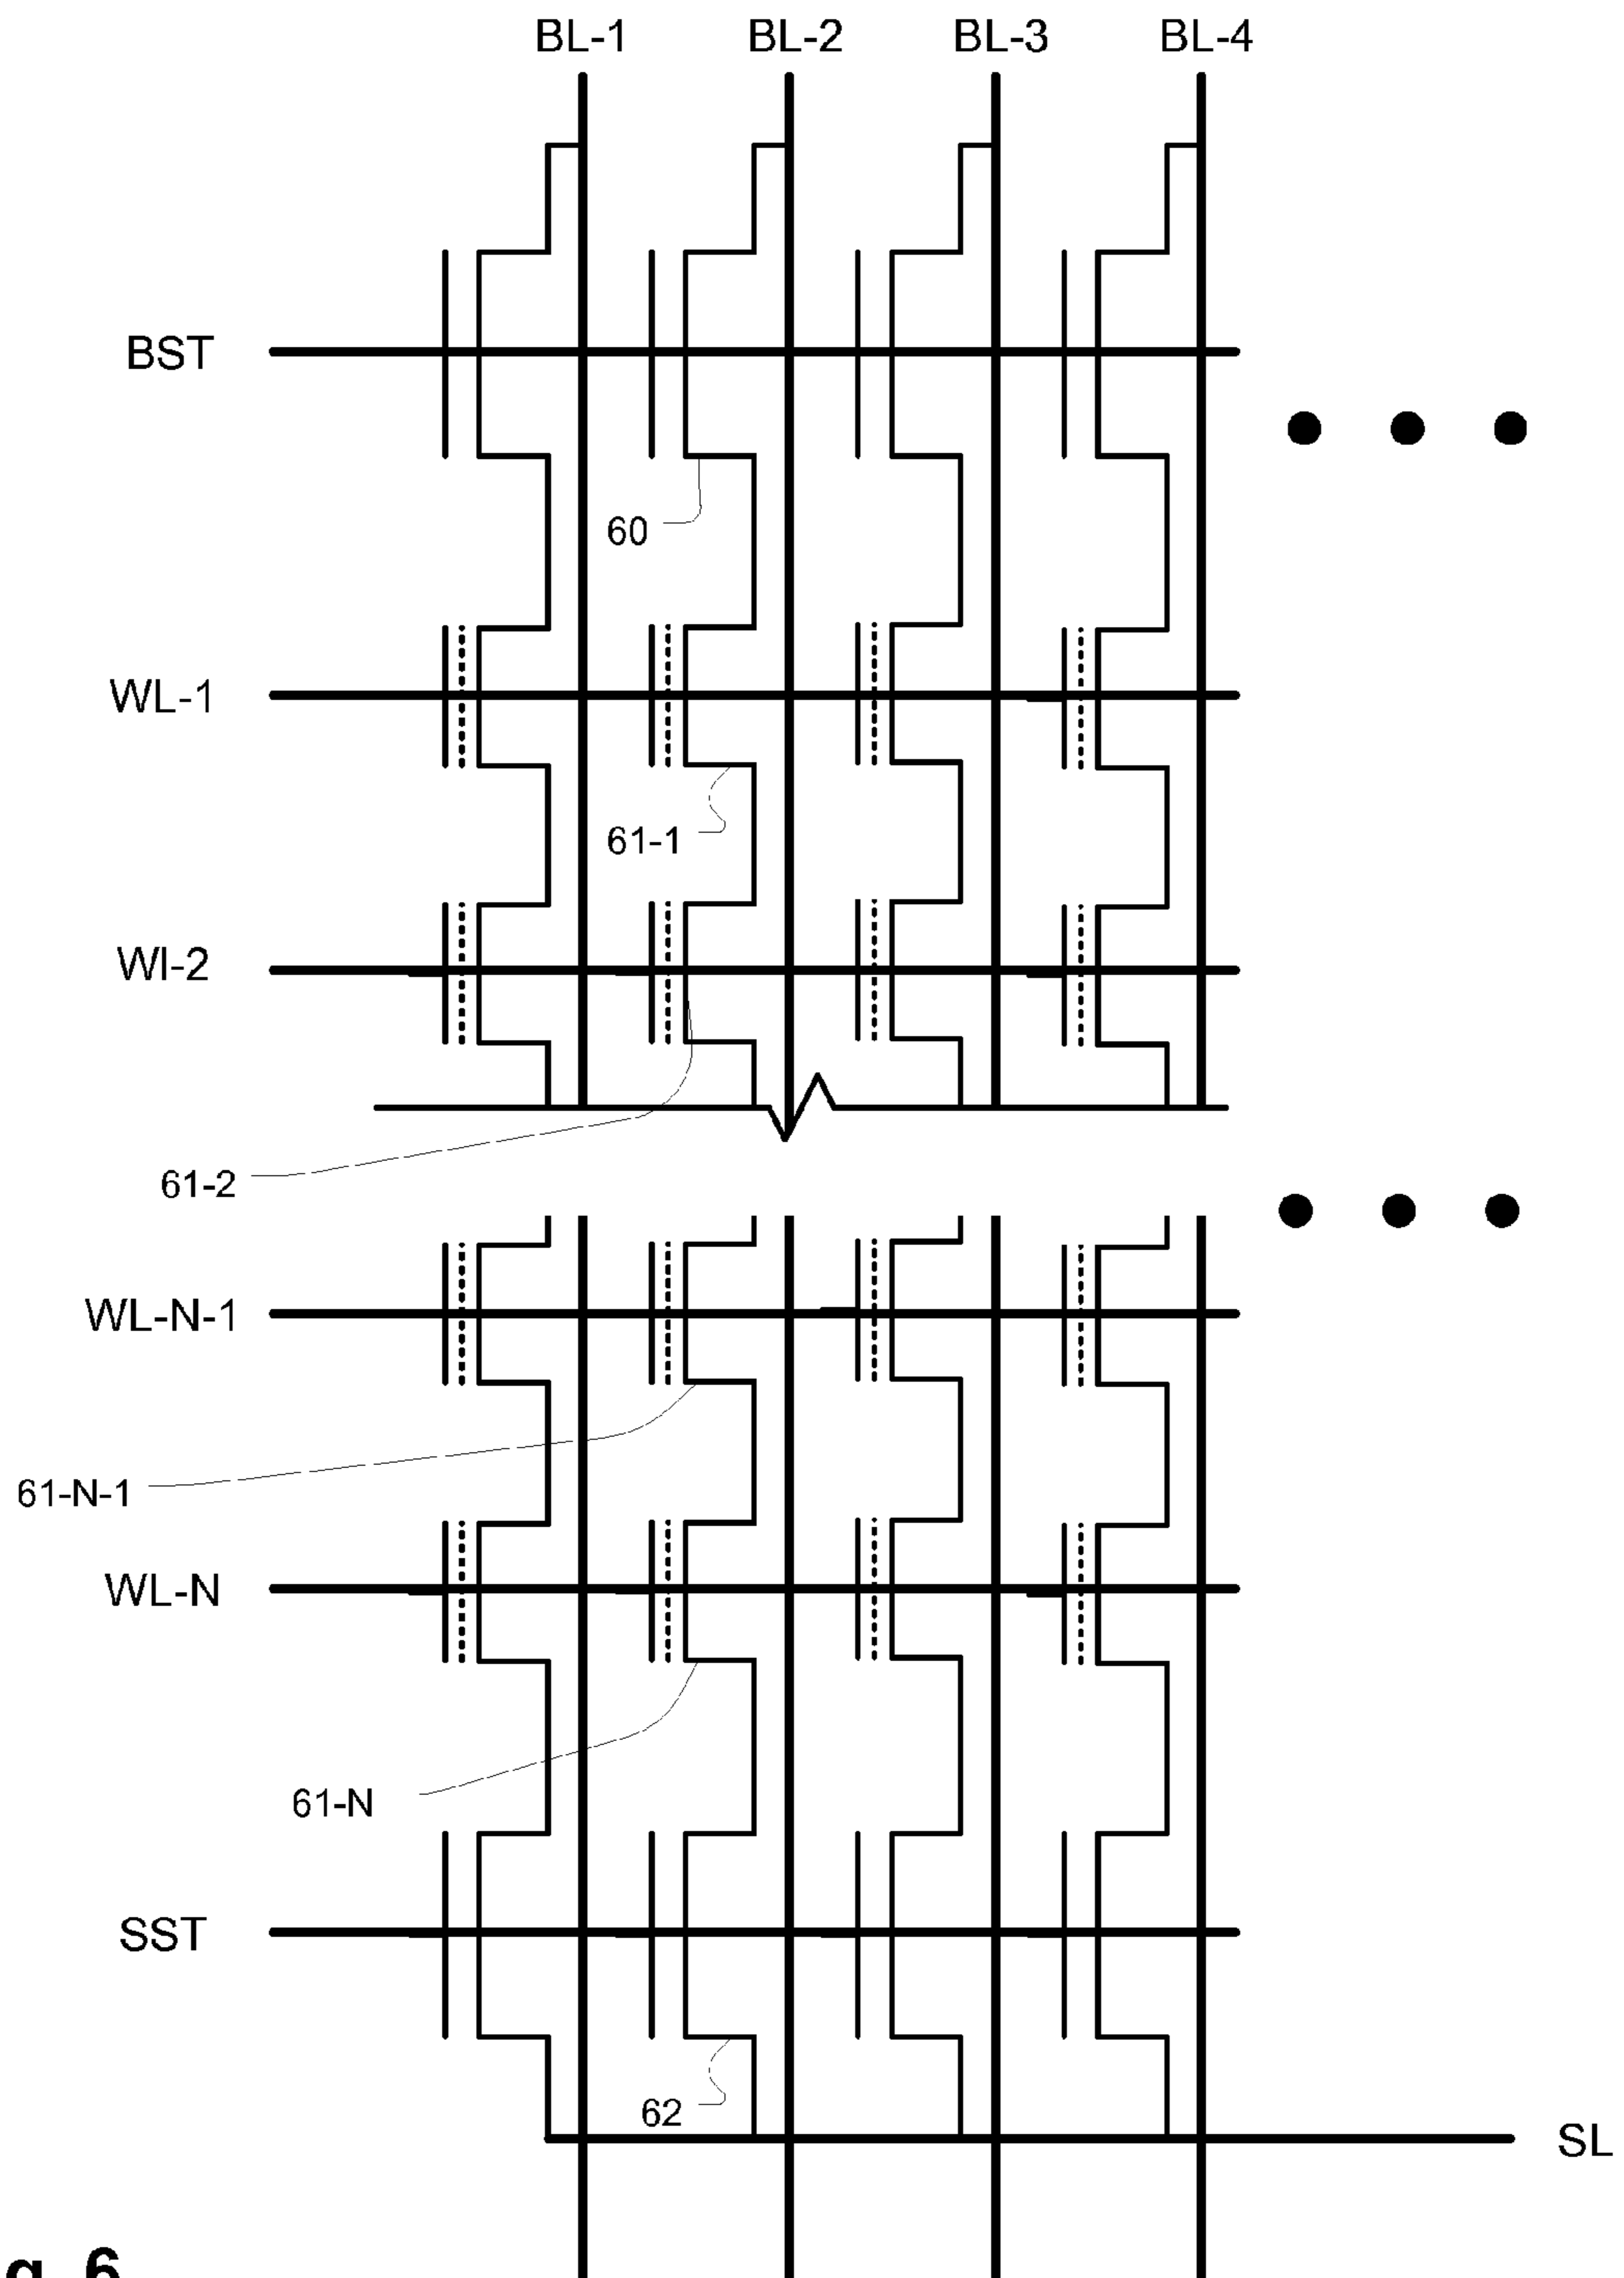 BL-1 BL-2 BL-3 BL-4
BST
60
WL-1
61-1
Wl-2
61-2
WL-N-1
61-N-1
WL-N
61-N
SST
62
SL
g. 6